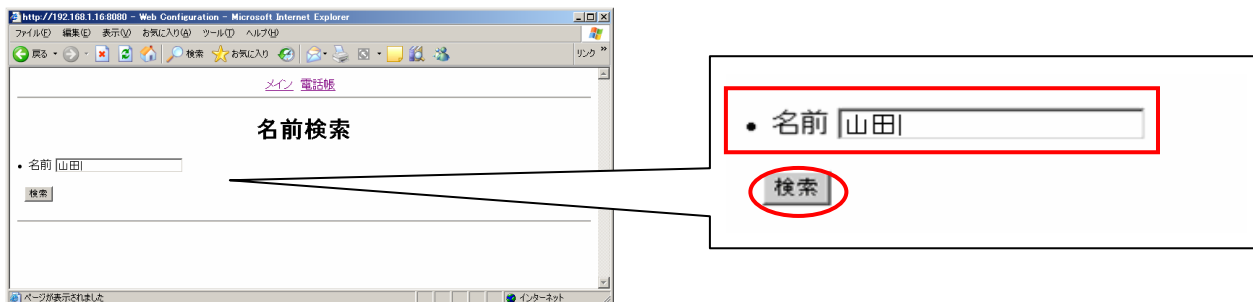 http://192.168.1.16:8080 - Web Configuration - Microsoft Internet Explorer
ファイル(F) 編集(E) 表示(V) お気に入り(A) ツール(T) ヘルプ(H)
戻る 検索 お気に入り リンク »
メイン 電話帳
名前検索
• 名前 山田
検索
ページが表示されました インターネット
• 名前 山田
検索